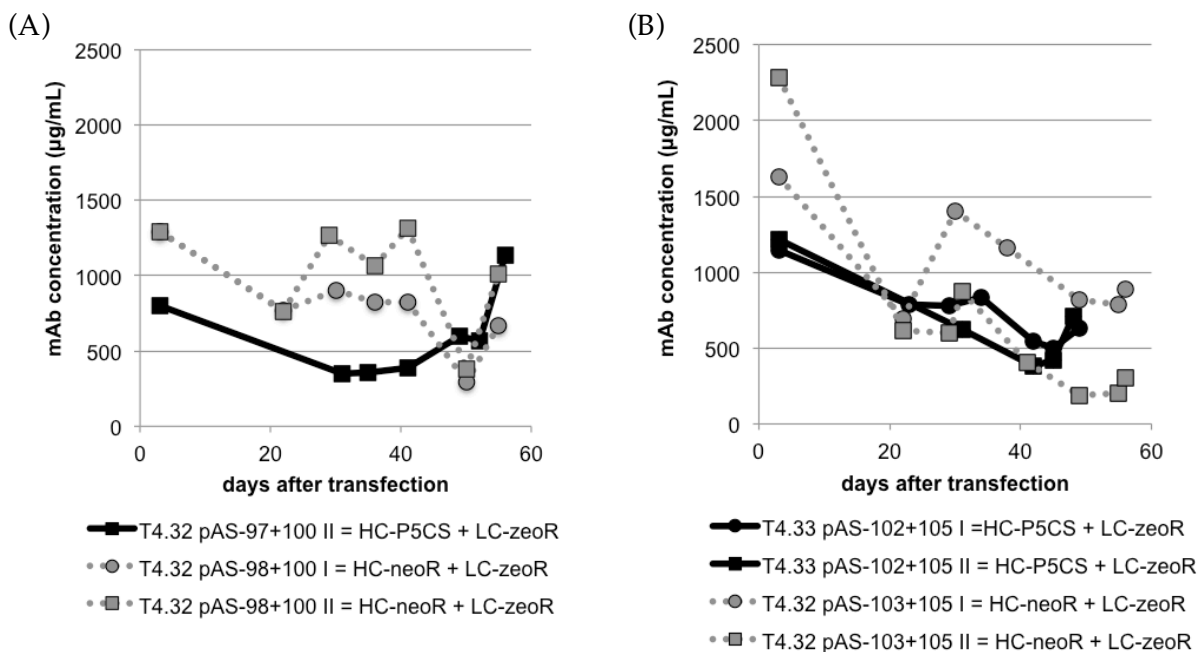 (A)
2500
2000
1500
1000
500
0
mAb concentration (µg/mL)
0 20 40 60
days after transfection
T4.32 pAS-97+100 II = HC-P5CS + LC-zeoR
T4.32 pAS-98+100 I = HC-neoR + LC-zeoR
T4.32 pAS-98+100 II = HC-neoR + LC-zeoR
(B)
2500
2000
1500
1000
500
0
mAb concentration (µg/mL)
0 20 40 60
days after transfection
T4.33 pAS-102+105 I =HC-P5CS + LC-zeoR
T4.33 pAS-102+105 II = HC-P5CS + LC-zeoR
T4.32 pAS-103+105 I = HC-neoR + LC-zeoR
T4.32 pAS-103+105 II = HC-neoR + LC-zeoR